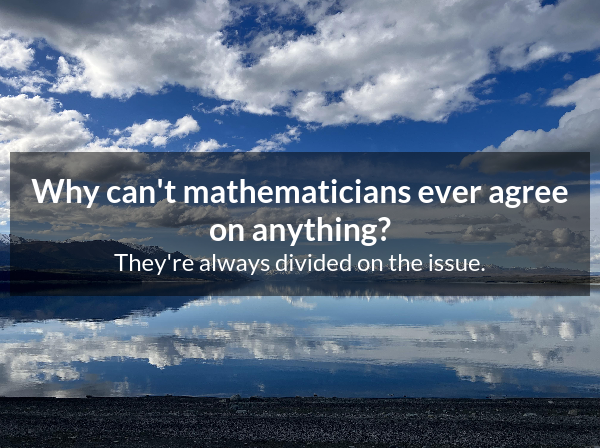 Why can't mathematicians ever agree
on anything?
They're always divided on the issue.